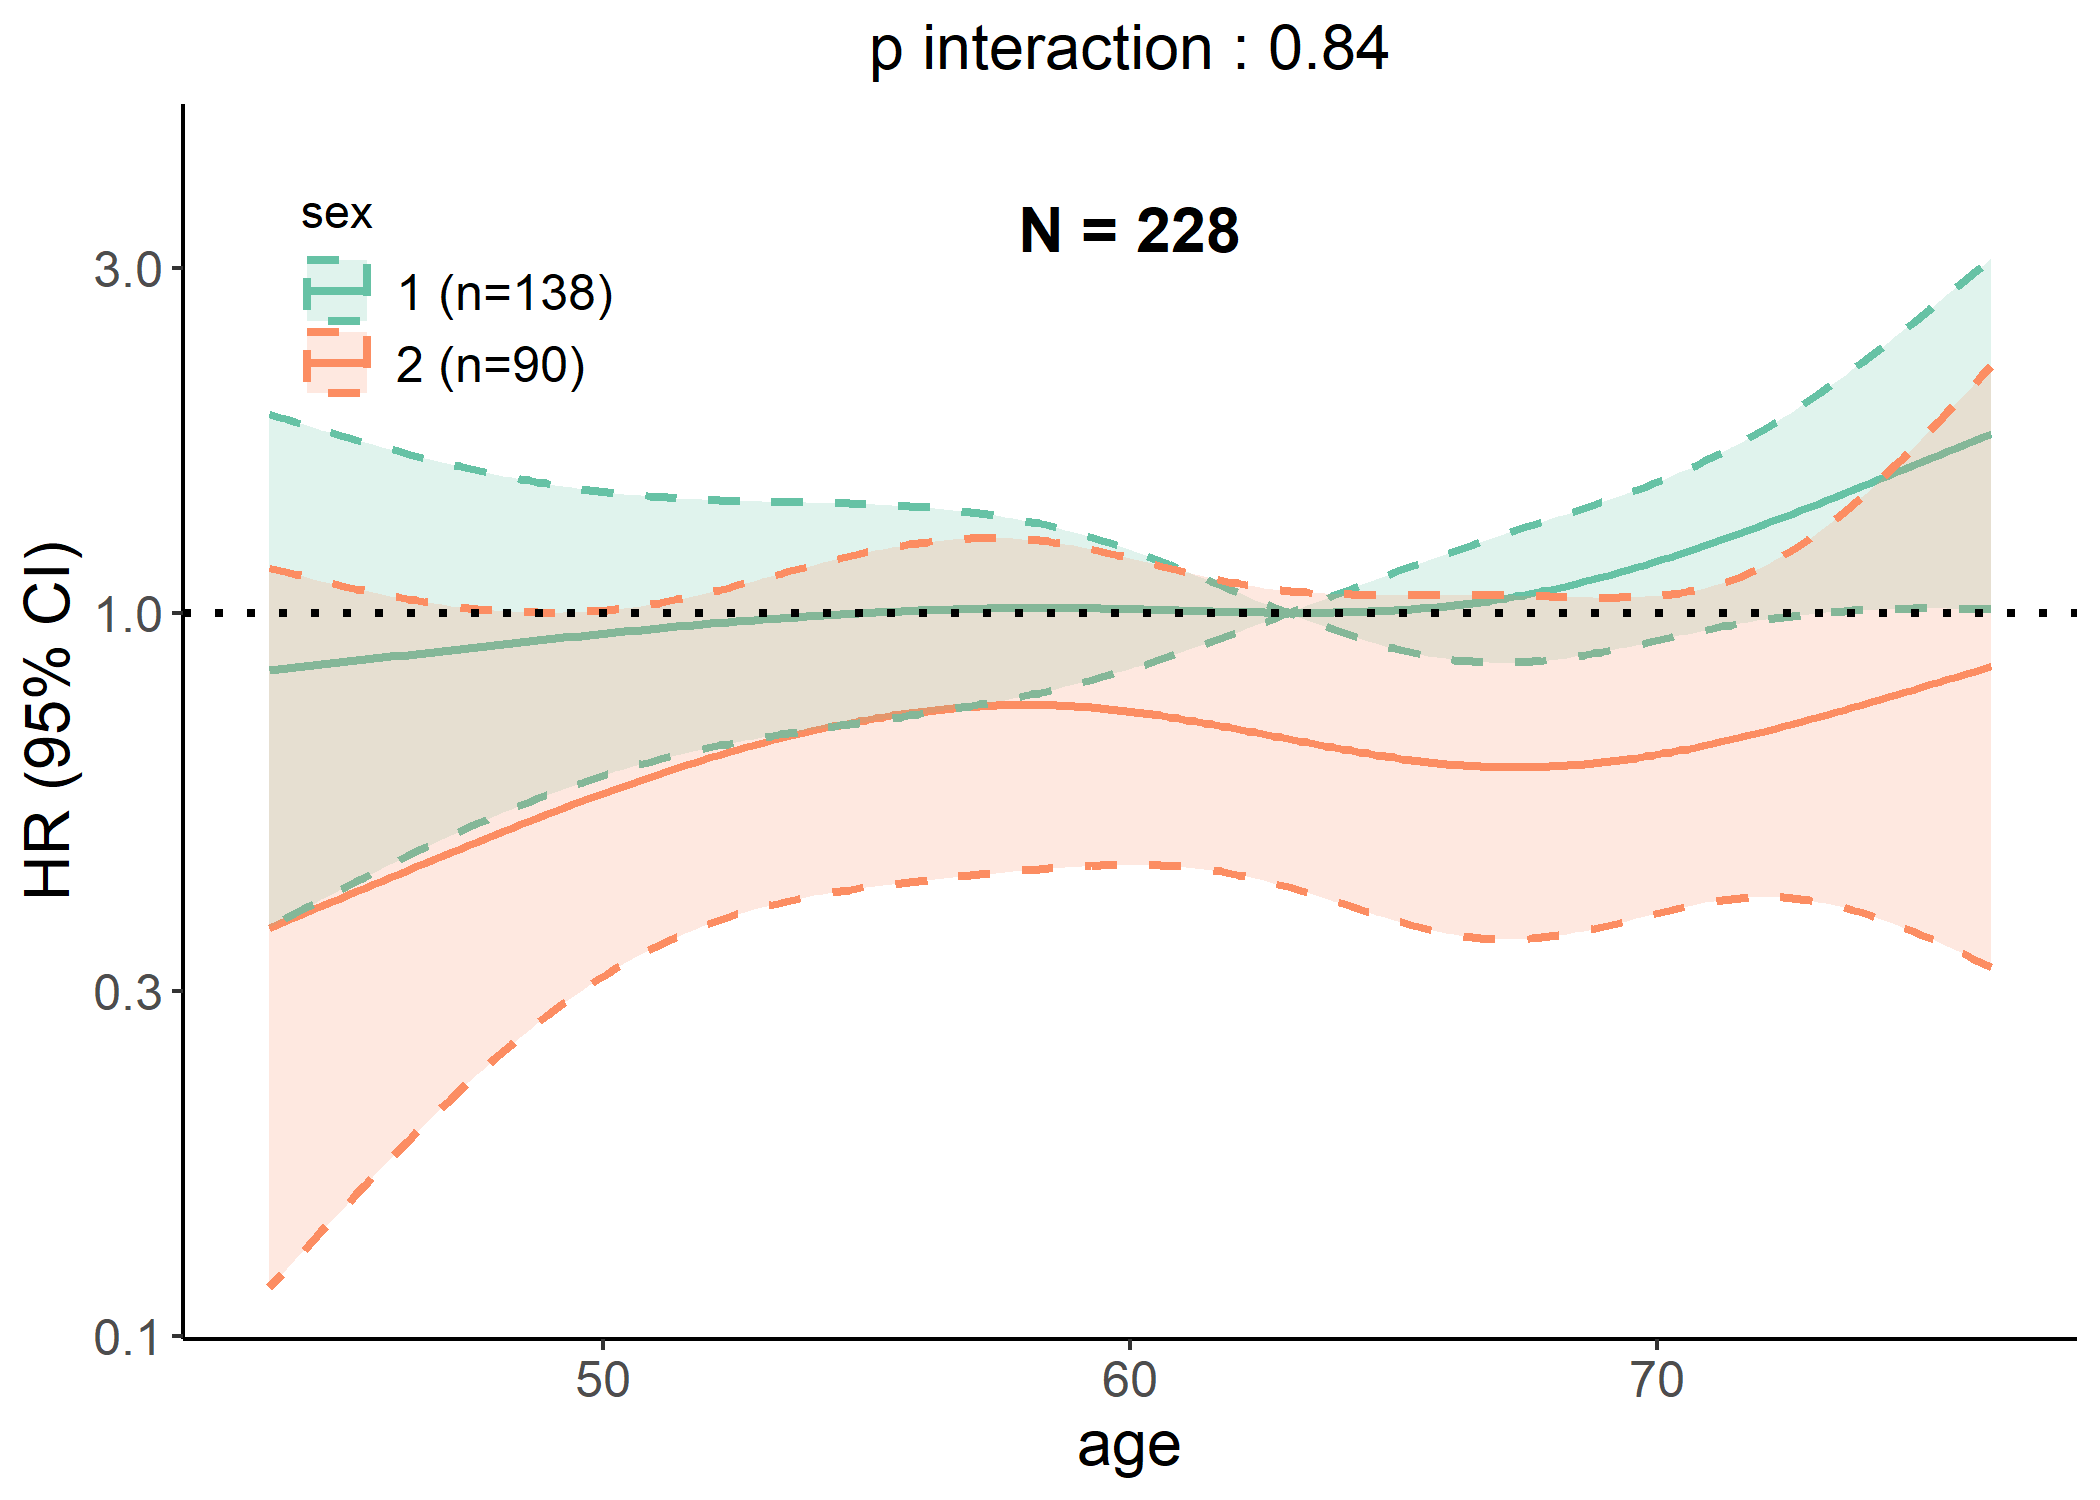 p interaction : 0.84
N = 228
sex
1 (n=138)
2 (n=90)
HR (95% CI)
3.0
1.0
0.3
0.1
50 60 70
age